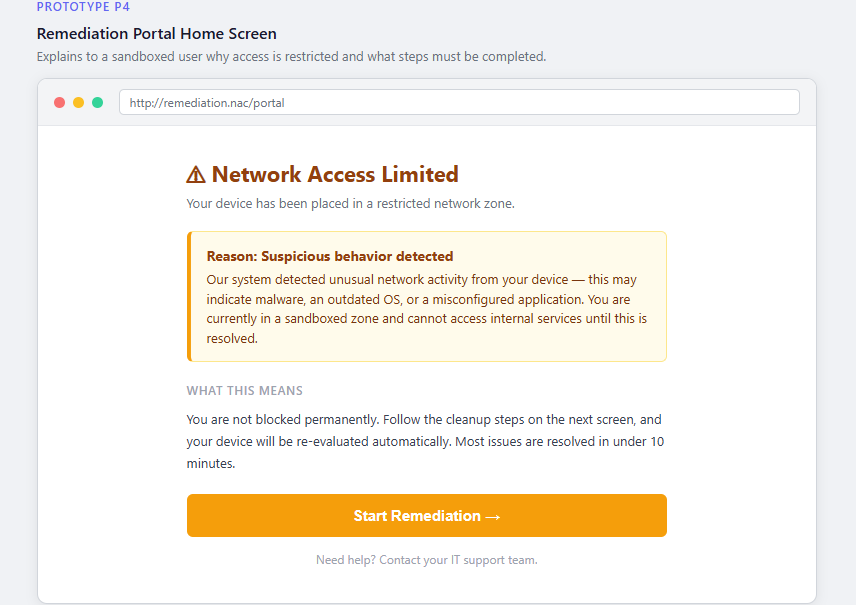 PROTOTYPE P4
Remediation Portal Home Screen
Explains to a sandboxed user why access is restricted and what steps must be completed.
http://remediation.nac/portal
⚠ Network Access Limited
Your device has been placed in a restricted network zone.
Reason: Suspicious behavior detected
Our system detected unusual network activity from your device — this may
indicate malware, an outdated OS, or a misconfigured application. You are
currently in a sandboxed zone and cannot access internal services until this is
resolved.
WHAT THIS MEANS
You are not blocked permanently. Follow the cleanup steps on the next screen, and
your device will be re-evaluated automatically. Most issues are resolved in under 10
minutes.
Start Remediation →
Need help? Contact your IT support team.